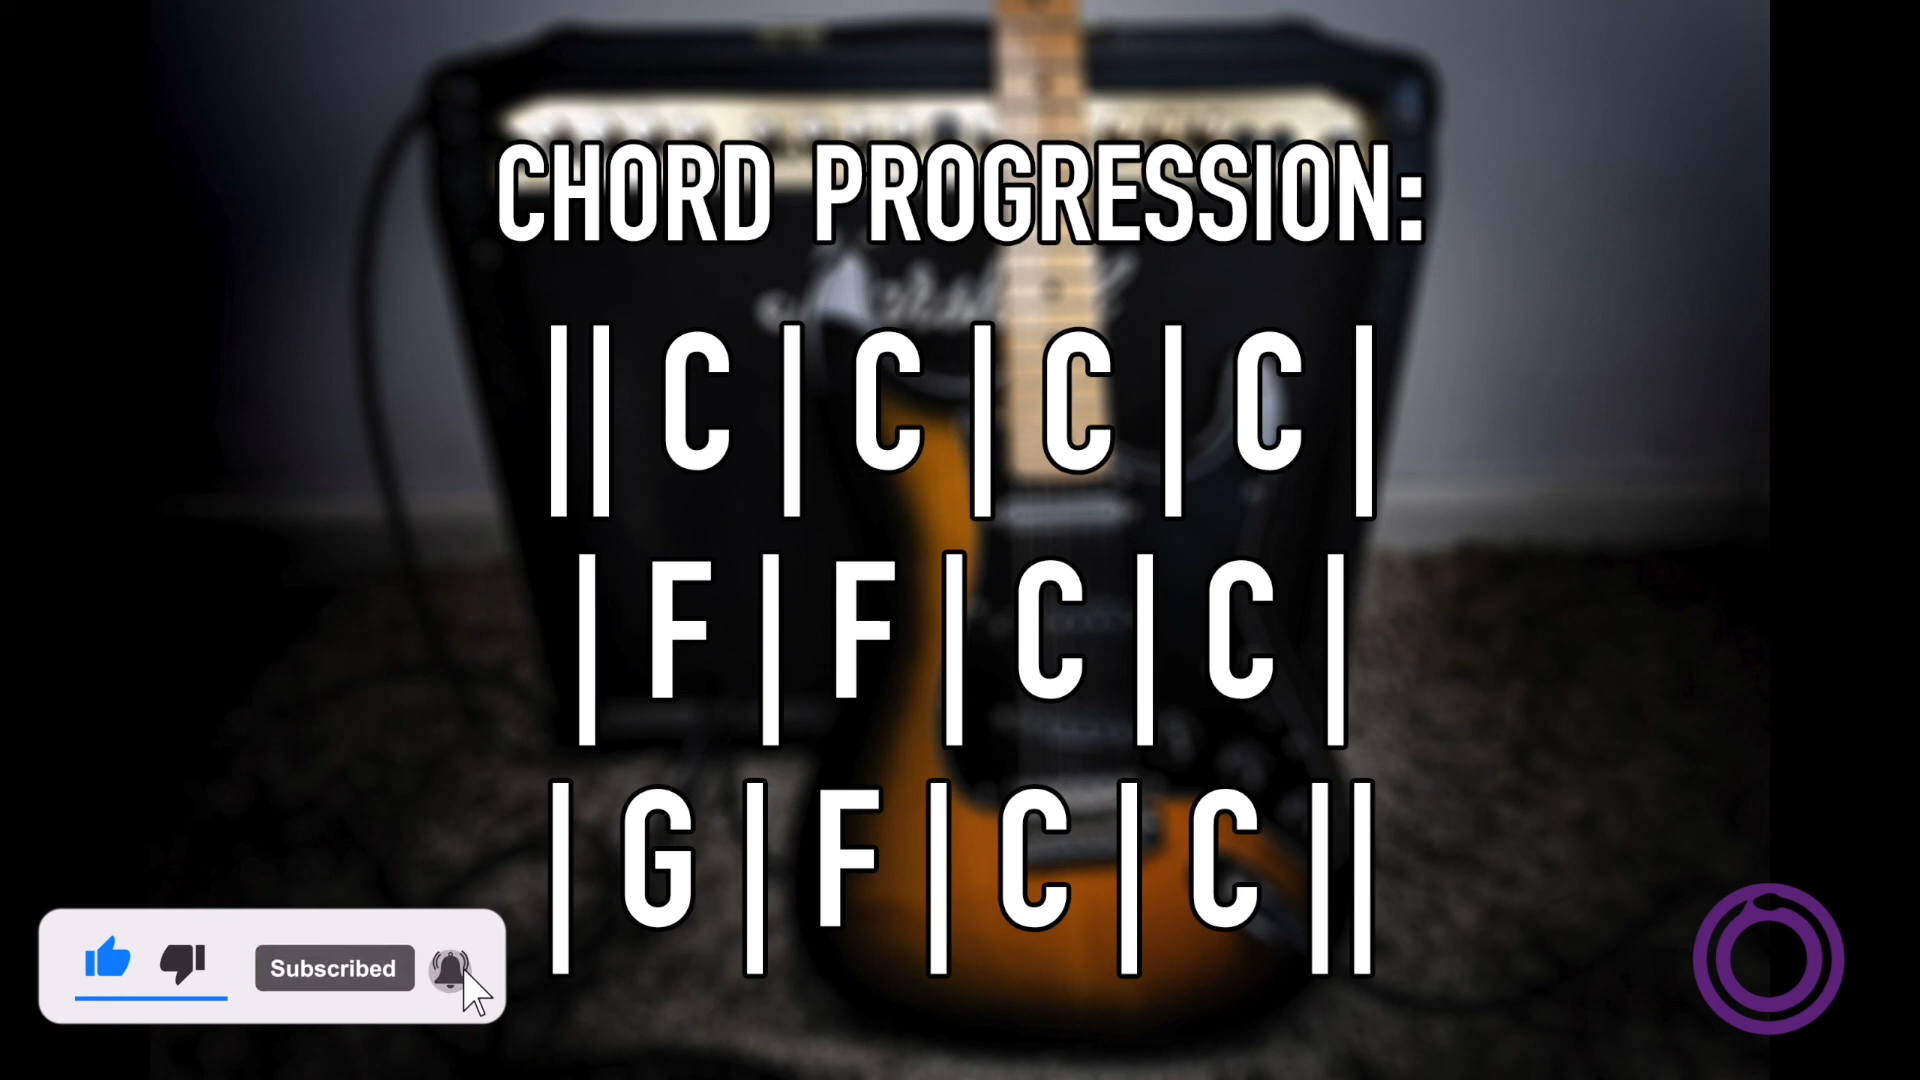 CHORD PROGRESSION:
|| C | C | C | C |
| F | F | C | C |
| G | F | C | C ||
Subscribed